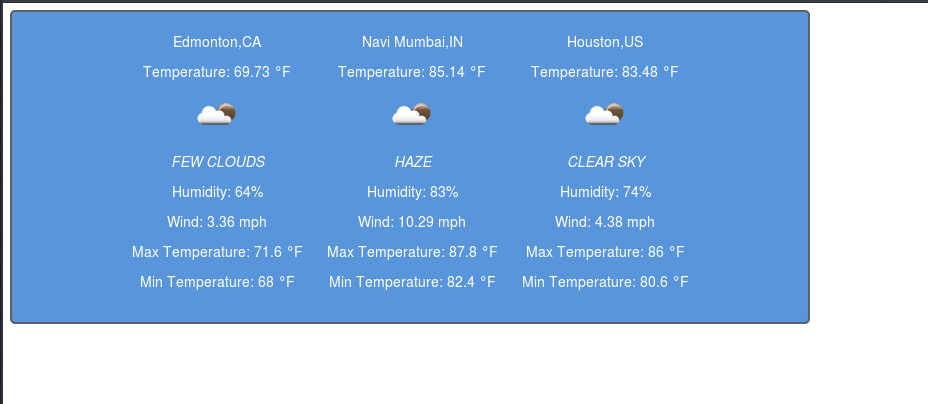 Edmonton,CA
Temperature: 69.73 °F
FEW CLOUDS
Humidity: 64%
Wind: 3.36 mph
Max Temperature: 71.6 °F
Min Temperature: 68 °F
Navi Mumbai,IN
Temperature: 85.14 °F
HAZE
Humidity: 83%
Wind: 10.29 mph
Max Temperature: 87.8 °F
Min Temperature: 82.4 °F
Houston,US
Temperature: 83.48 °F
CLEAR SKY
Humidity: 74%
Wind: 4.38 mph
Max Temperature: 86 °F
Min Temperature: 80.6 °F